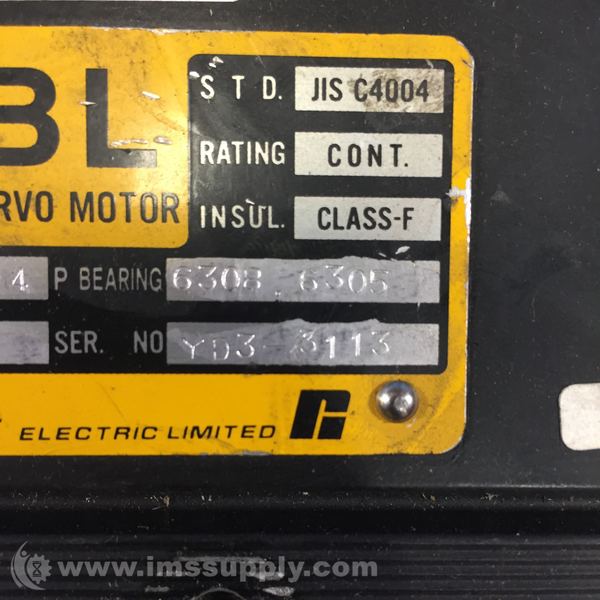 BL
S T D. JIS C4004
RATING CONT.
RVO MOTOR INSUL. CLASS-F
4 P BEARING 6308 6305
SER. NO YD3-3113
ELECTRIC LIMITED
www.imssupply.com